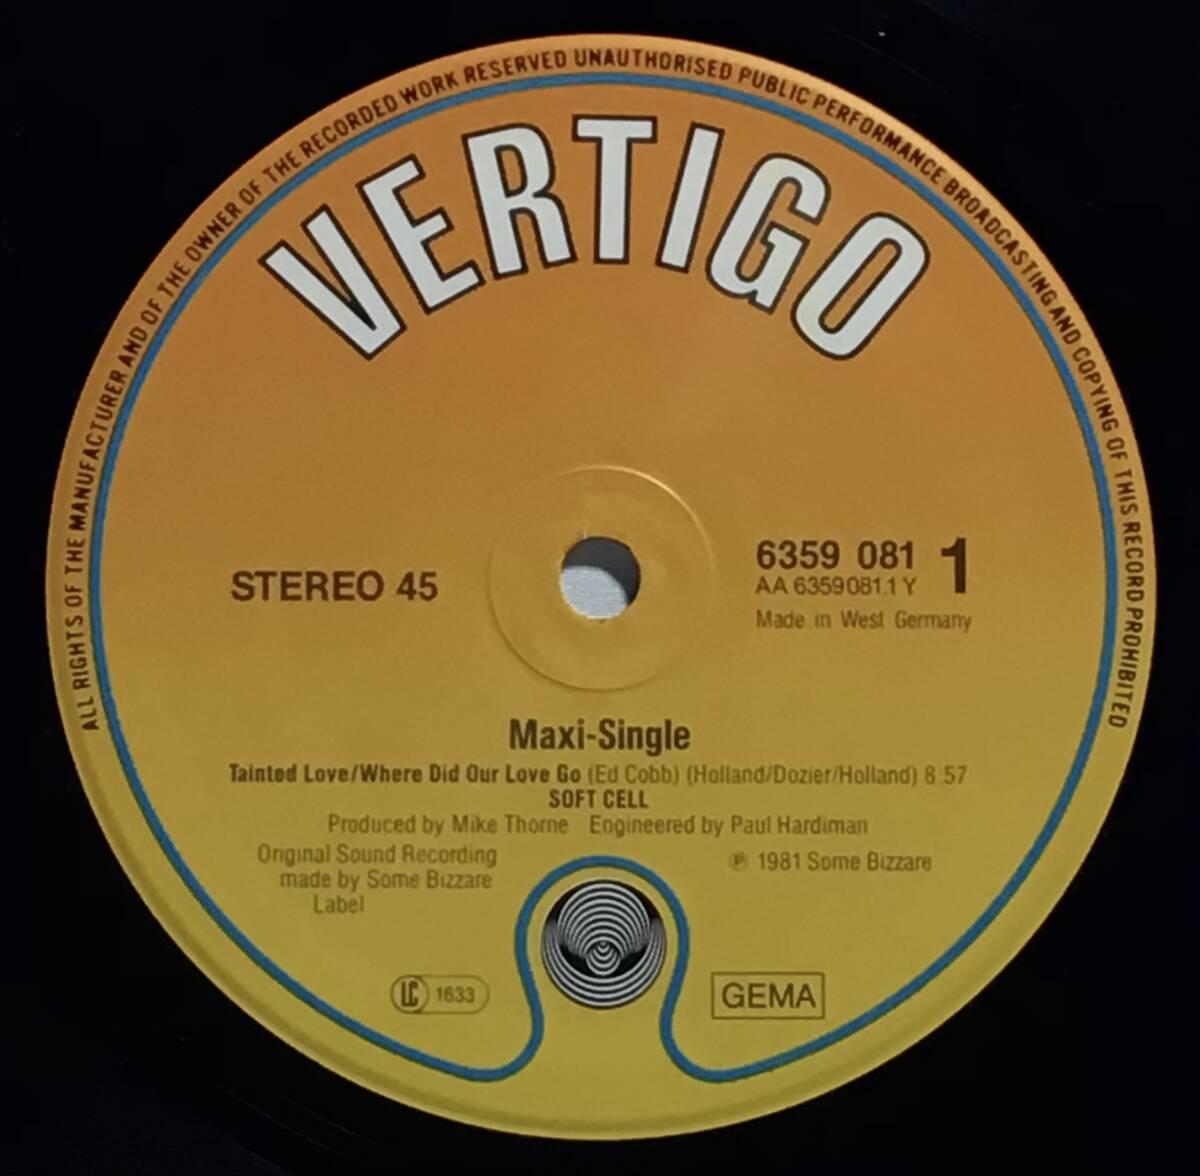 ALL RIGHTS OF THE MANUFACTURER AND OF THE OWNER OF THE RECORDED WORK RESERVED UNAUTHORISED PUBLIC PERFORMANCE BROADCASTING AND COPYING OF THIS RECORD PROHIBITED
VERTIGO
STEREO 45
6359 081 1
AA 6359081.1 Y
Made in West Germany
Maxi-Single
Tainted Love/Where Did Our Love Go (Ed Cobb) (Holland/Dozier/Holland) 8:57
SOFT CELL
Produced by Mike Thorne Engineered by Paul Hardiman
Original Sound Recording
made by Some Bizzare
Label
℗ 1981 Some Bizzare
LC 1633
GEMA